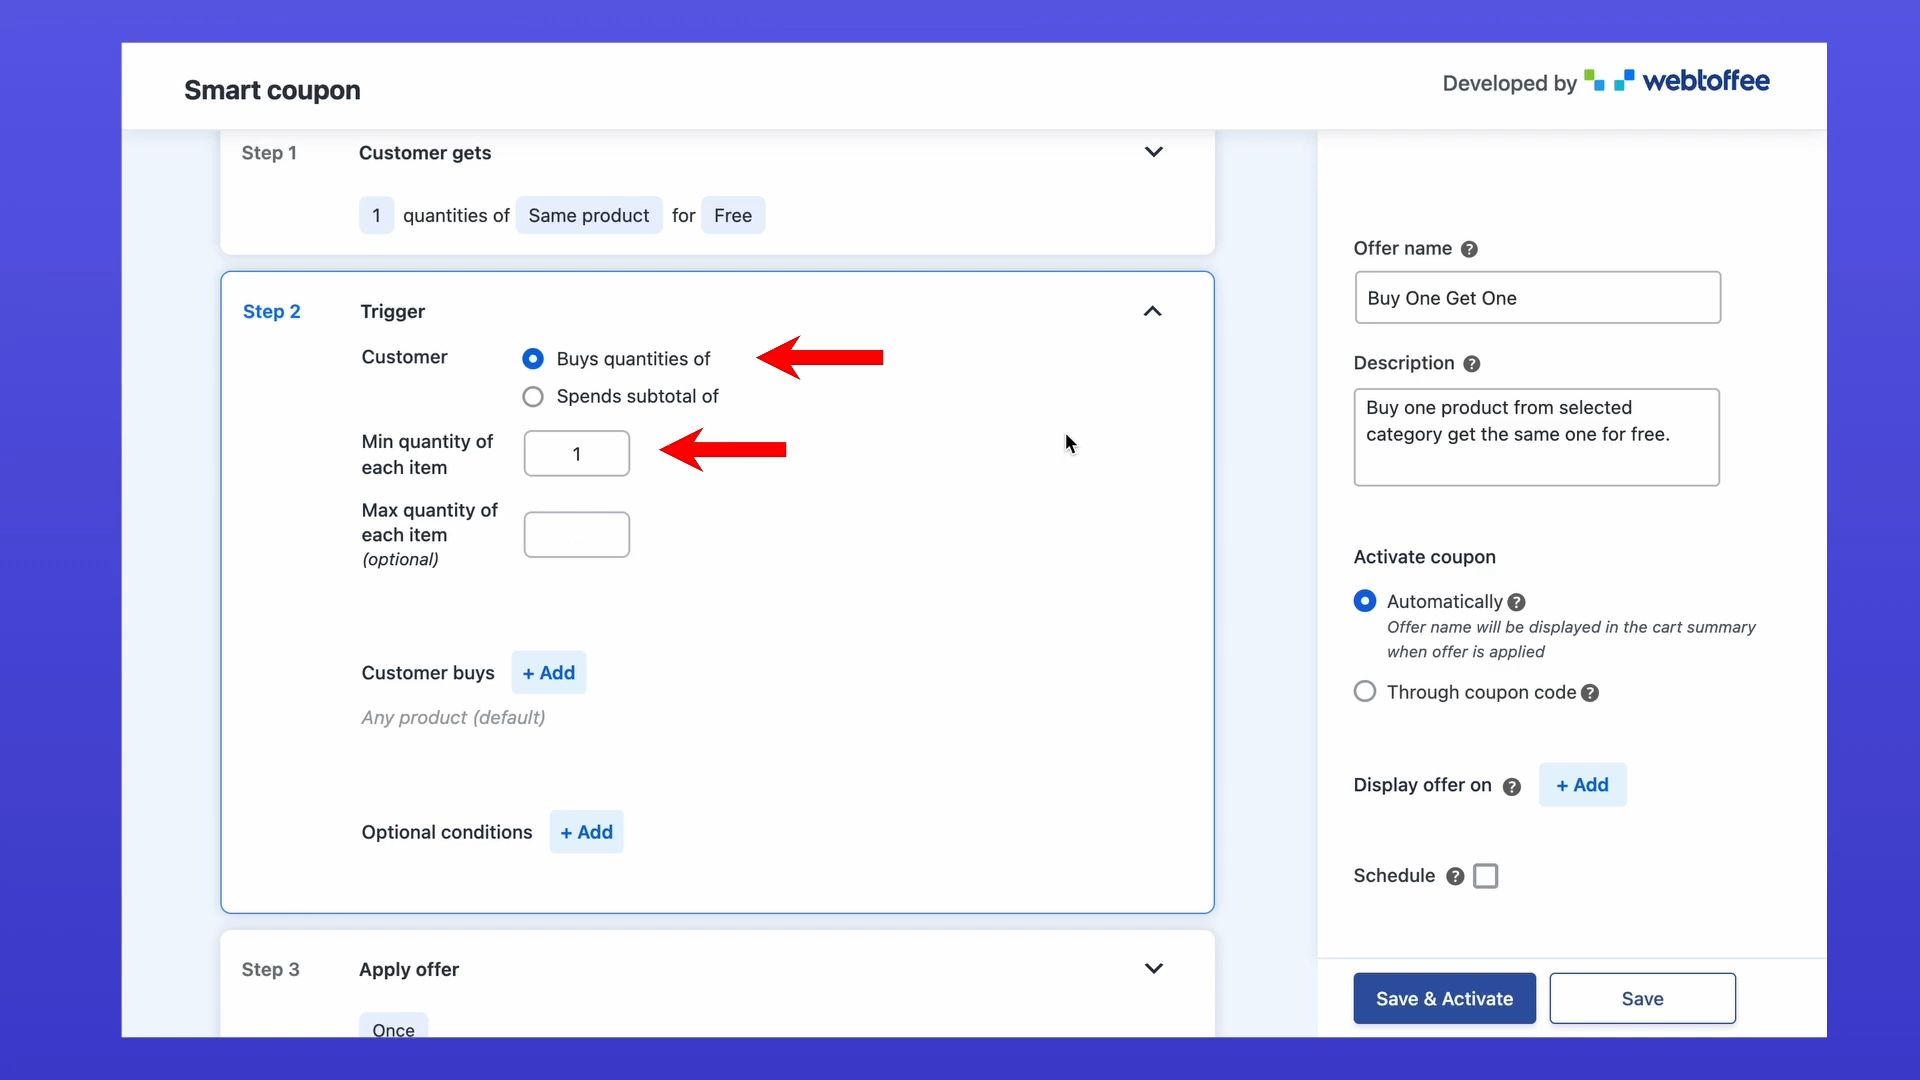 Smart coupon
Developed by webtoffee
Step 1 Customer gets
1 quantities of Same product for Free
Step 2 Trigger
Customer Buys quantities of
Spends subtotal of
Min quantity of
each item
1
Max quantity of
each item
(optional)
Customer buys + Add
Any product (default)
Optional conditions + Add
Step 3 Apply offer
Once
Offer name ?
Buy One Get One
Description ?
Buy one product from selected
category get the same one for free.
Activate coupon
Automatically ?
Offer name will be displayed in the cart summary
when offer is applied
Through coupon code ?
Display offer on ? + Add
Schedule ?
Save & Activate Save